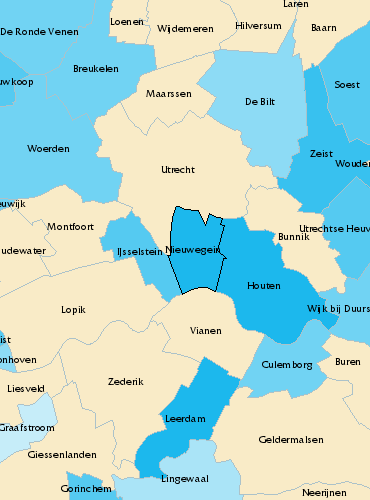 Laren
Loenen
Wijdemeren
Hilversum
Baarn
De Ronde Venen
Breukelen
uwkoop
Soest
Maarssen
De Bilt
Woerden
Zeist
Wouden
Utrecht
euwijk
Montfoort
Utrechtse Heuv
Bunnik
IJsselstein
Nieuwegein
udewater
Houten
Lopik
Wijk bij Duurs
Vianen
ist
onhoven
Culemborg
Buren
Zederik
Liesveld
Leerdam
Graafstroom
Geldermalsen
Giessenlanden
Lingewaal
Gorinchem
Neerijnen